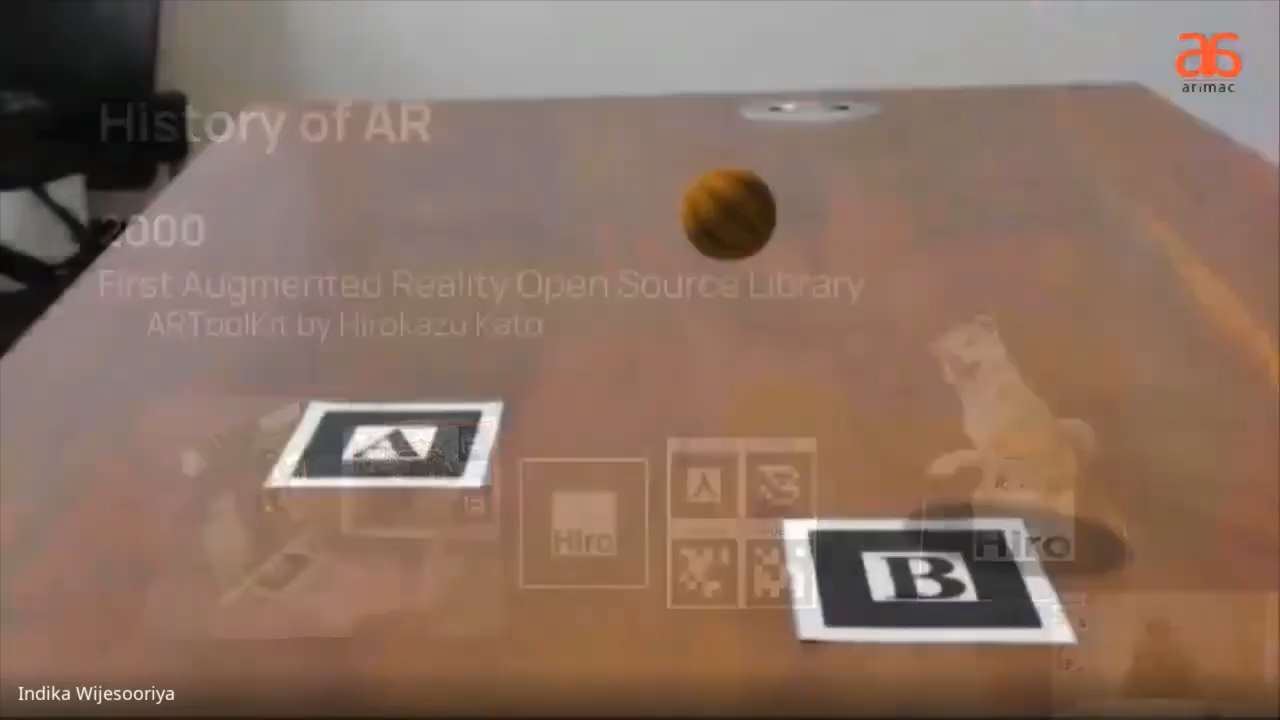 arimac
History of AR
2000
First Augmented Reality Open Source Library
ARToolKit by Hirokazu Kato
A
Hiro
A
B
Hiro
B
Indika Wijesooriya